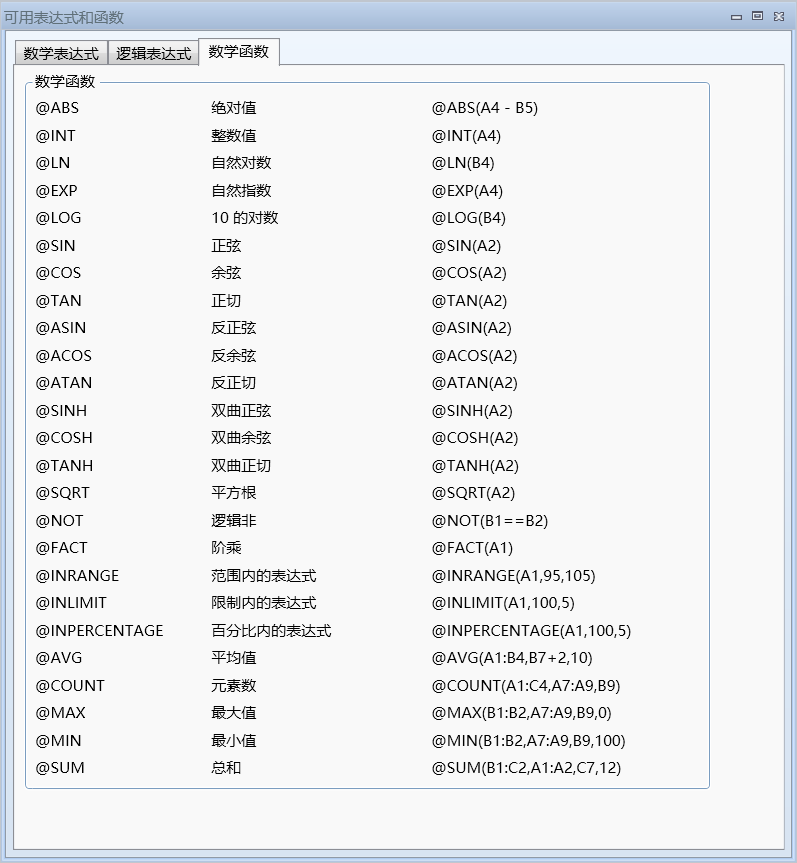 可用表达式和函数
数学表达式 逻辑表达式 数学函数
数学函数
@ABS 绝对值 @ABS(A4 - B5)
@INT 整数值 @INT(A4)
@LN 自然对数 @LN(B4)
@EXP 自然指数 @EXP(A4)
@LOG 10 的对数 @LOG(B4)
@SIN 正弦 @SIN(A2)
@COS 余弦 @COS(A2)
@TAN 正切 @TAN(A2)
@ASIN 反正弦 @ASIN(A2)
@ACOS 反余弦 @ACOS(A2)
@ATAN 反正切 @ATAN(A2)
@SINH 双曲正弦 @SINH(A2)
@COSH 双曲余弦 @COSH(A2)
@TANH 双曲正切 @TANH(A2)
@SQRT 平方根 @SQRT(A2)
@NOT 逻辑非 @NOT(B1==B2)
@FACT 阶乘 @FACT(A1)
@INRANGE 范围内的表达式 @INRANGE(A1,95,105)
@INLIMIT 限制内的表达式 @INLIMIT(A1,100,5)
@INPERCENTAGE 百分比内的表达式 @INPERCENTAGE(A1,100,5)
@AVG 平均值 @AVG(A1:B4,B7+2,10)
@COUNT 元素数 @COUNT(A1:C4,A7:A9,B9)
@MAX 最大值 @MAX(B1:B2,A7:A9,B9,0)
@MIN 最小值 @MIN(B1:B2,A7:A9,B9,100)
@SUM 总和 @SUM(B1:C2,A1:A2,C7,12)